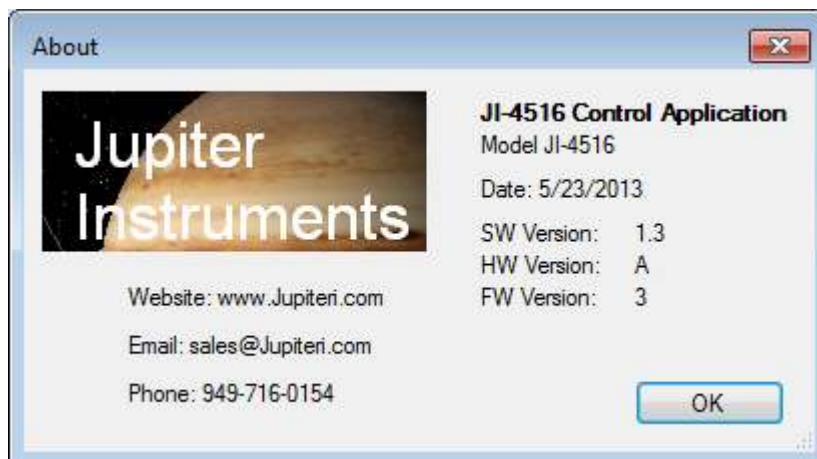 About
Jupiter
Instruments
Website: www.Jupiteri.com
Email: sales@Jupiteri.com
Phone: 949-716-0154
JI-4516 Control Application
Model JI-4516
Date: 5/23/2013
SW Version: 1.3
HW Version: A
FW Version: 3
OK